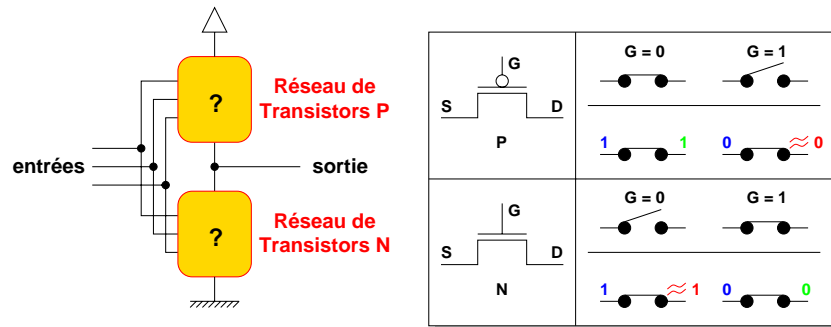 ?
Réseau de
Transistors P
entrées
sortie
?
Réseau de
Transistors N
G
S D
P
G = 0 G = 1
1 1 0 ≈ 0
G
S D
N
G = 0 G = 1
1 ≈ 1 0 0